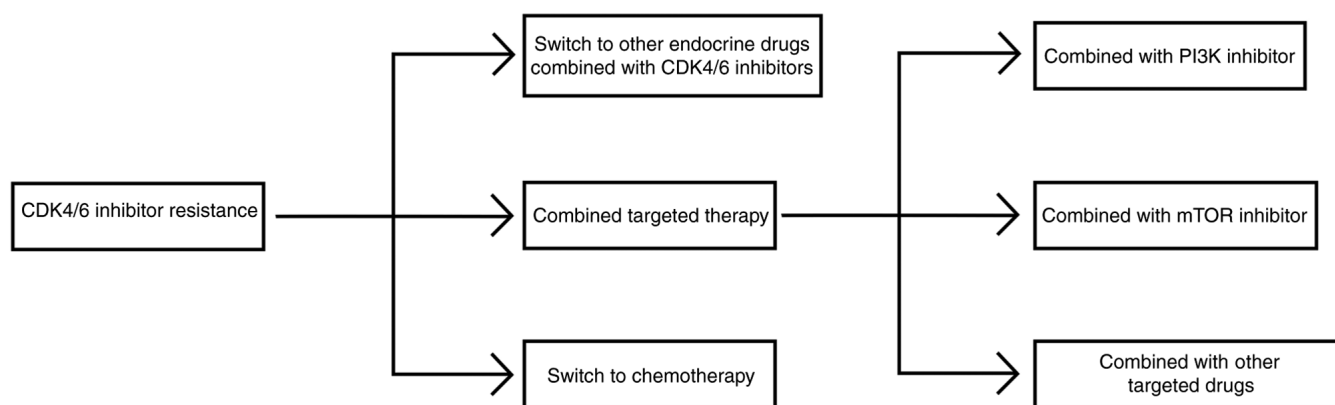 CDK4/6 inhibitor resistance
Switch to other endocrine drugs
combined with CDK4/6 inhibitors
Combined targeted therapy
Switch to chemotherapy
Combined with PI3K inhibitor
Combined with mTOR inhibitor
Combined with other
targeted drugs